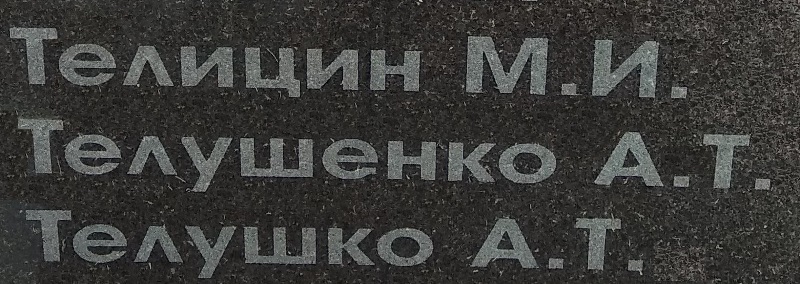 Телицин М.И.
Телушенко А.Т.
Телушко А.Т.